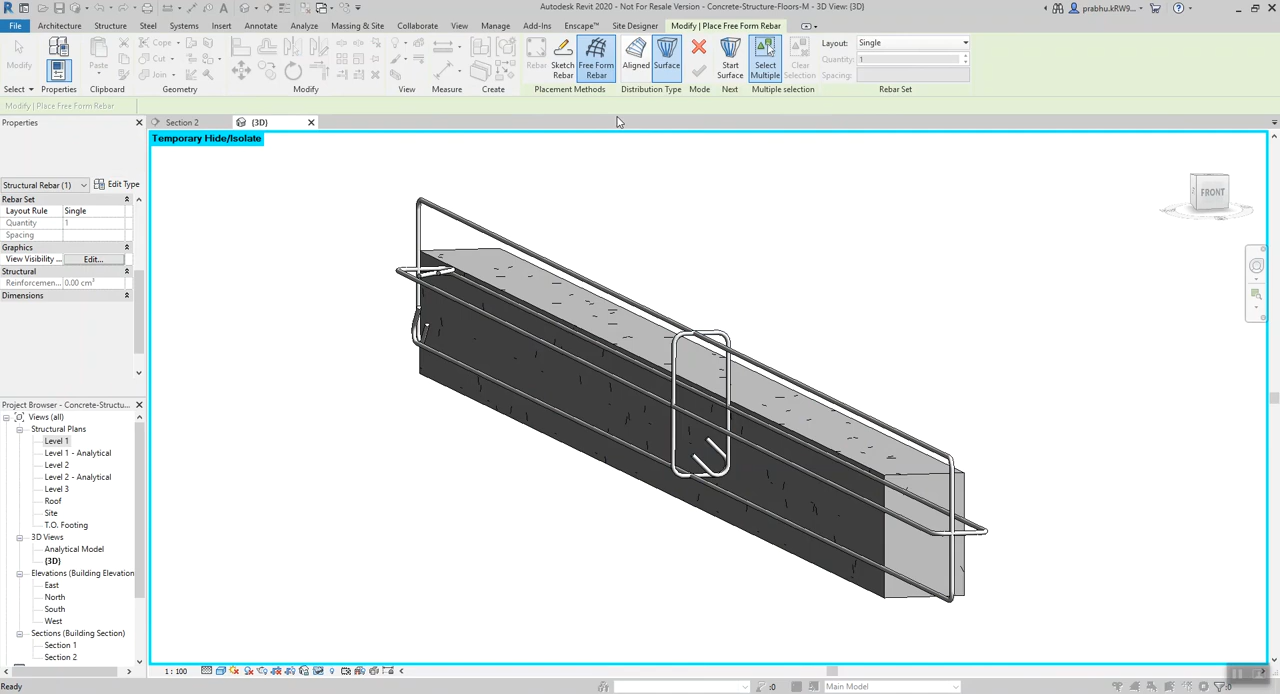 Autodesk Revit 2020 - Not For Resale Version - Concrete-Structure-Floors-M - 3D View: {3D}
prabhu.kRW9...
File Architecture Structure Steel Systems Insert Annotate Analyze Massing & Site Collaborate View Manage Add-Ins Enscape™ Site Designer Modify | Place Free Form Rebar
Modify
Paste
Cope
Cut
Join
Rebar
Sketch Rebar
Free Form Rebar
Aligned
Surface
Start Surface
Select Multiple
Clear Selection
Layout: Single
Quantity: 1
Spacing:
Select Properties Clipboard Geometry Modify View Measure Create Placement Methods Distribution Type Mode Next Multiple selection Rebar Set
Modify | Place Free Form Rebar
Properties
Section 2
{3D}
Temporary Hide/Isolate
FRONT
Structural Rebar (1) Edit Type
Rebar Set
Layout Rule Single
Quantity 1
Spacing
Graphics
View Visibility ... Edit...
Structural
Reinforcemen... 0.00 cm³
Dimensions
Project Browser - Concrete-Structu...
Views (all)
Structural Plans
Level 1
Level 1 - Analytical
Level 2
Level 2 - Analytical
Level 3
Roof
Site
T.O. Footing
3D Views
Analytical Model
{3D}
Elevations (Building Elevation
East
North
South
West
Sections (Building Section)
Section 1
Section 2
1 : 100
Ready
:0
Main Model
:0